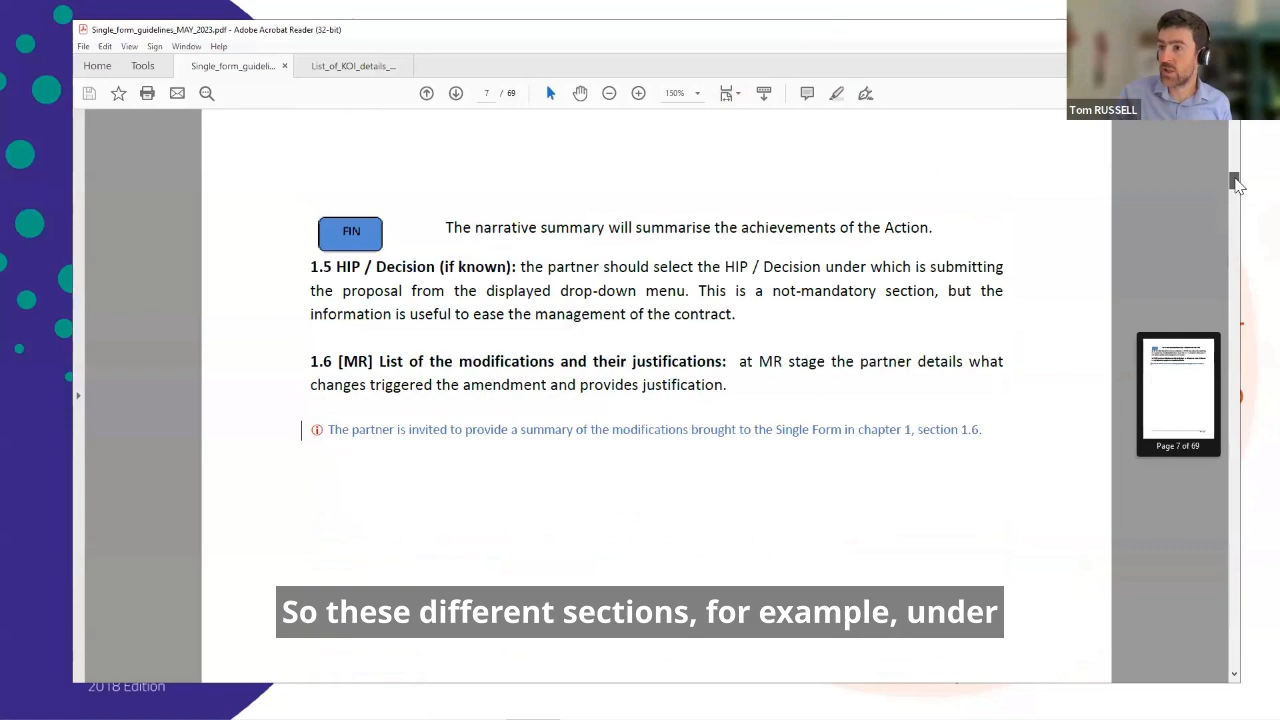 Single_form_guidelines_MAY_2023.pdf - Adobe Acrobat Reader (32-bit)
File Edit View Sign Window Help
Home Tools Single_form_guideli... × List_of_KOI_details_...
7 / 69 150%
Tom RUSSELL
FIN The narrative summary will summarise the achievements of the Action.
1.5 HIP / Decision (if known): the partner should select the HIP / Decision under which is submitting
the proposal from the displayed drop-down menu. This is a not-mandatory section, but the
information is useful to ease the management of the contract.
1.6 [MR] List of the modifications and their justifications: at MR stage the partner details what
changes triggered the amendment and provides justification.
The partner is invited to provide a summary of the modifications brought to the Single Form in chapter 1, section 1.6.
Page 7 of 69
So these different sections, for example, under
2018 Edition